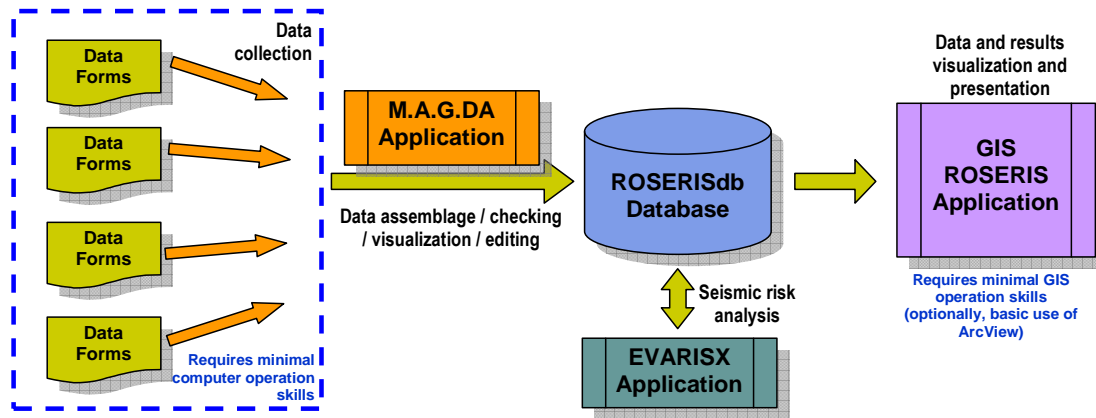 Data
collection
Data
Forms
Data
Forms
Data
Forms
Data
Forms
Requires minimal
computer operation
skills
M.A.G.DA
Application
Data assemblage / checking
/ visualization / editing
ROSERISdb
Database
Seismic risk
analysis
EVARISX
Application
Data and results
visualization and
presentation
GIS
ROSERIS
Application
Requires minimal GIS
operation skills
(optionally, basic use of
ArcView)